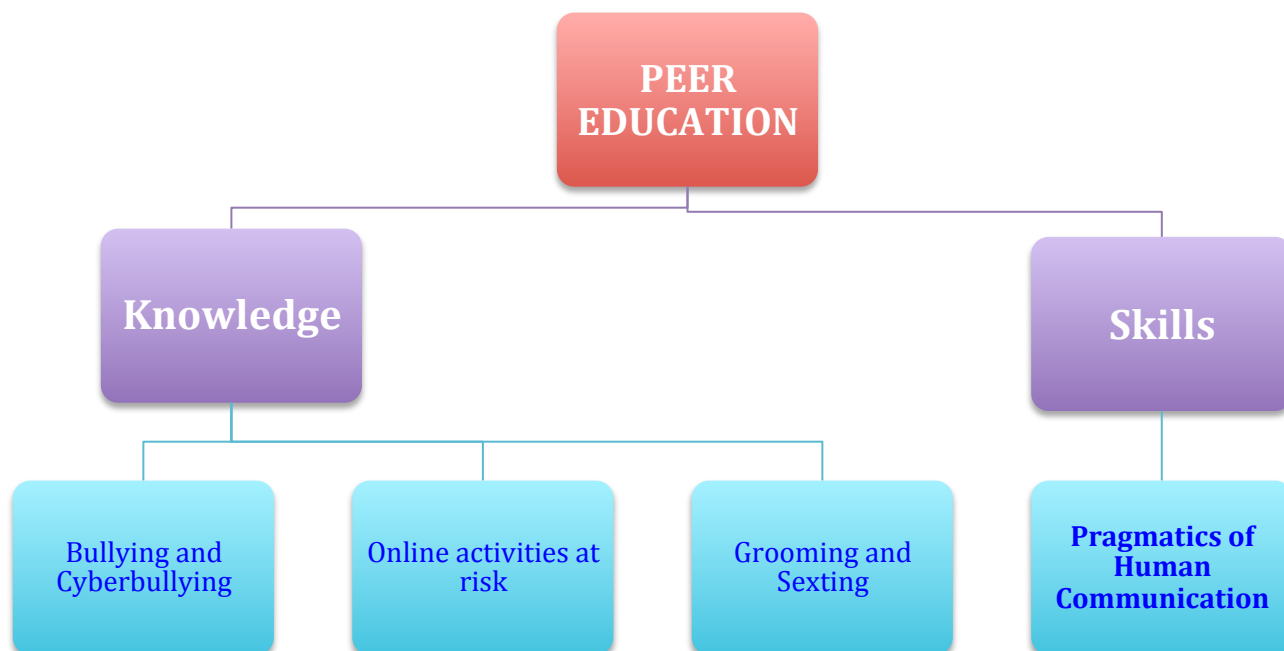 PEER
EDUCATION
Knowledge
Skills
Bullying and
Cyberbullying
Online activities at
risk
Grooming and
Sexting
Pragmatics of
Human
Communication